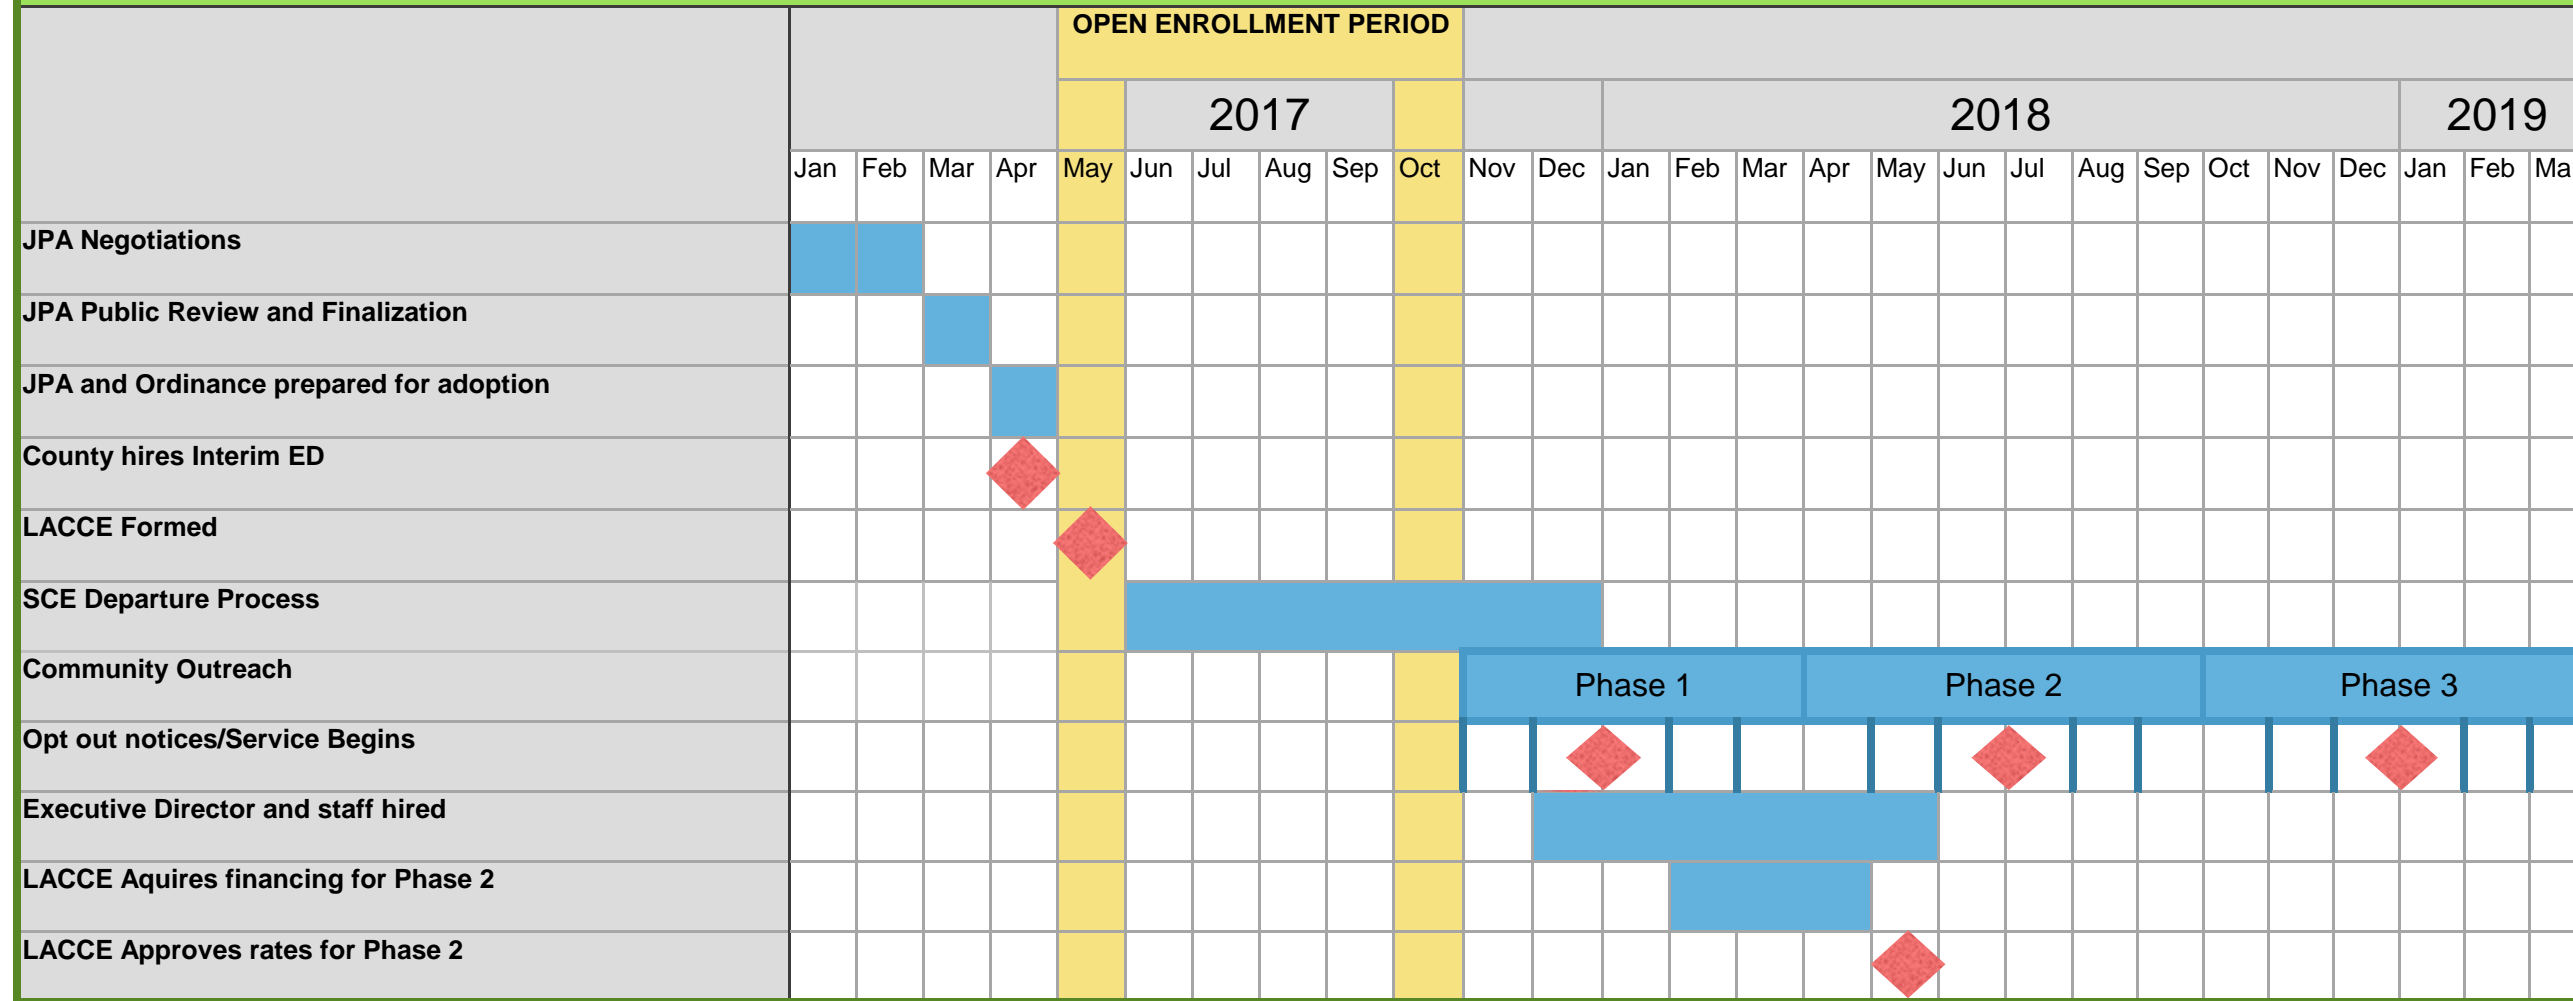 OPEN ENROLLMENT PERIOD
2017 2018 2019
Jan Feb Mar Apr May Jun Jul Aug Sep Oct Nov Dec Jan Feb Mar Apr May Jun Jul Aug Sep Oct Nov Dec Jan Feb Ma
JPA Negotiations
JPA Public Review and Finalization
JPA and Ordinance prepared for adoption
County hires Interim ED
LACCE Formed
SCE Departure Process
Community Outreach Phase 1 Phase 2 Phase 3
Opt out notices/Service Begins
Executive Director and staff hired
LACCE Aquires financing for Phase 2
LACCE Approves rates for Phase 2